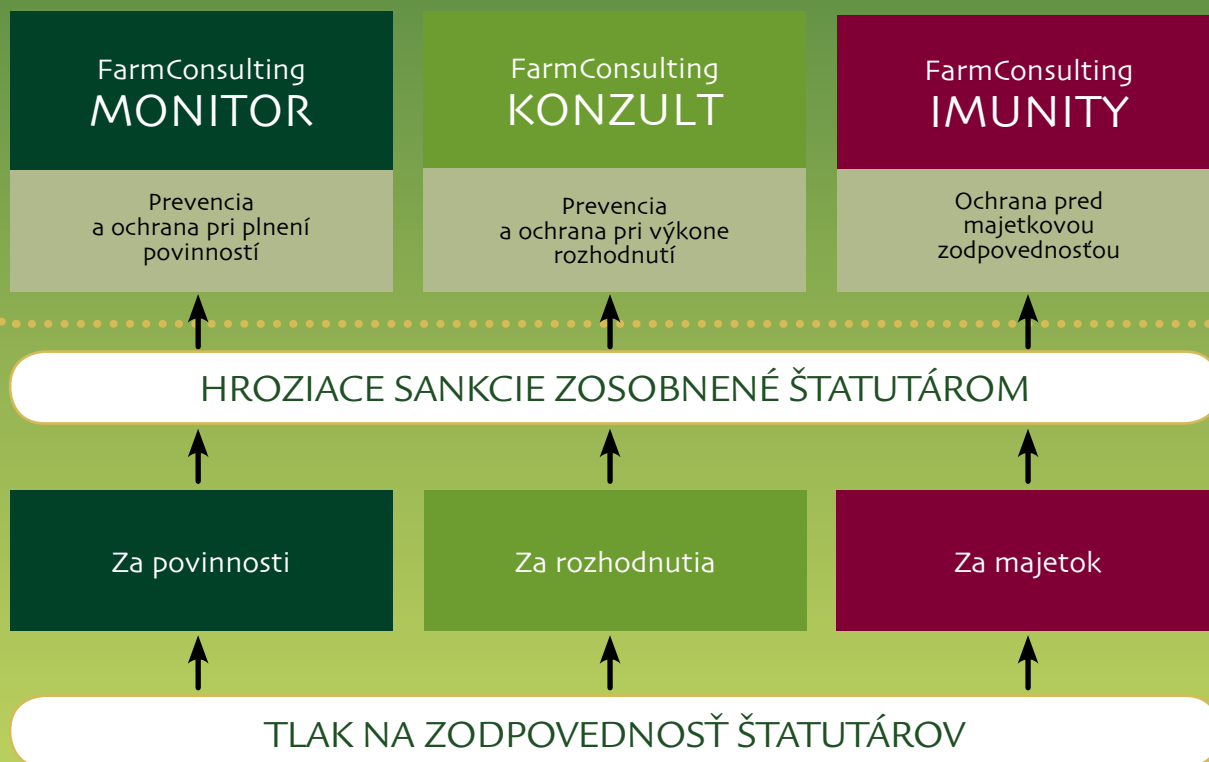 FarmConsulting
MONITOR
Prevencia
a ochrana pri plnení
povinností
FarmConsulting
KONZULT
Prevencia
a ochrana pri výkone
rozhodnutí
FarmConsulting
IMUNITY
Ochrana pred
majetkovou
zodpovednosťou
HROZIACE SANKCIE ZOSOBNENÉ ŠTATUTÁROM
Za povinnosti
Za rozhodnutia
Za majetok
TLAK NA ZODPOVEDNOSŤ ŠTATUTÁROV